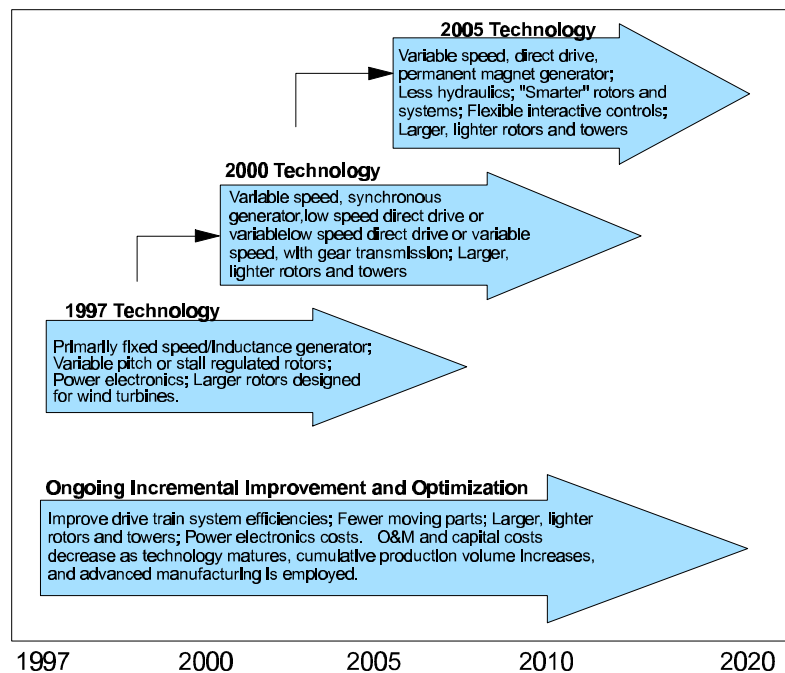 2005 Technology
Variable speed, direct drive,
permanent magnet generator;
Less hydraulics; "Smarter" rotors and
systems; Flexible interactive controls;
Larger, lighter rotors and towers
2000 Technology
Variable speed, synchronous
generator,low speed direct drive or
variablelow speed direct drive or variable
speed, with gear transmission; Larger,
lighter rotors and towers
1997 Technology
Primarily fixed speed/Inductance generator;
Variable pitch or stall regulated rotors;
Power electronics; Larger rotors designed
for wind turbines.
Ongoing Incremental Improvement and Optimization
Improve drive train system efficiencies; Fewer moving parts; Larger, lighter
rotors and towers; Power electronics costs. O&M and capital costs
decrease as technology matures, cumulative production volume increases,
and advanced manufacturing is employed.
1997 2000 2005 2010 2020